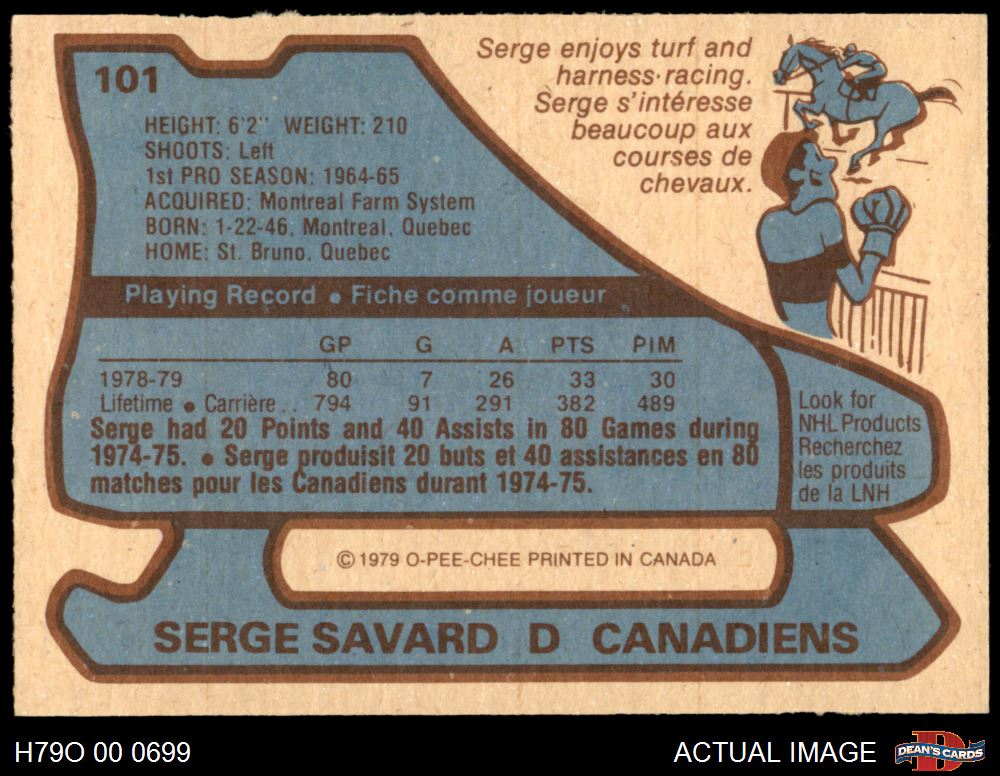 101
Serge enjoys turf and
harness·racing.
Serge s'intéresse
beaucoup aux
courses de
chevaux.
HEIGHT: 6'2" WEIGHT: 210
SHOOTS: Left
1st PRO SEASON: 1964-65
ACQUIRED: Montreal Farm System
BORN: 1-22-46, Montreal, Quebec
HOME: St. Bruno, Quebec
Playing Record • Fiche comme joueur
GP G A PTS PIM
1978-79 80 7 26 33 30
Lifetime • Carrière .. 794 91 291 382 489
Serge had 20 Points and 40 Assists in 80 Games during
1974-75. • Serge produisit 20 buts et 40 assistances en 80
matches pour les Canadiens durant 1974-75.
Look for
NHL Products
Recherchez
les produits
de la LNH
© 1979 O-PEE-CHEE PRINTED IN CANADA
SERGE SAVARD D CANADIENS
H79O 00 0699
ACTUAL IMAGE
DEAN'S CARDS